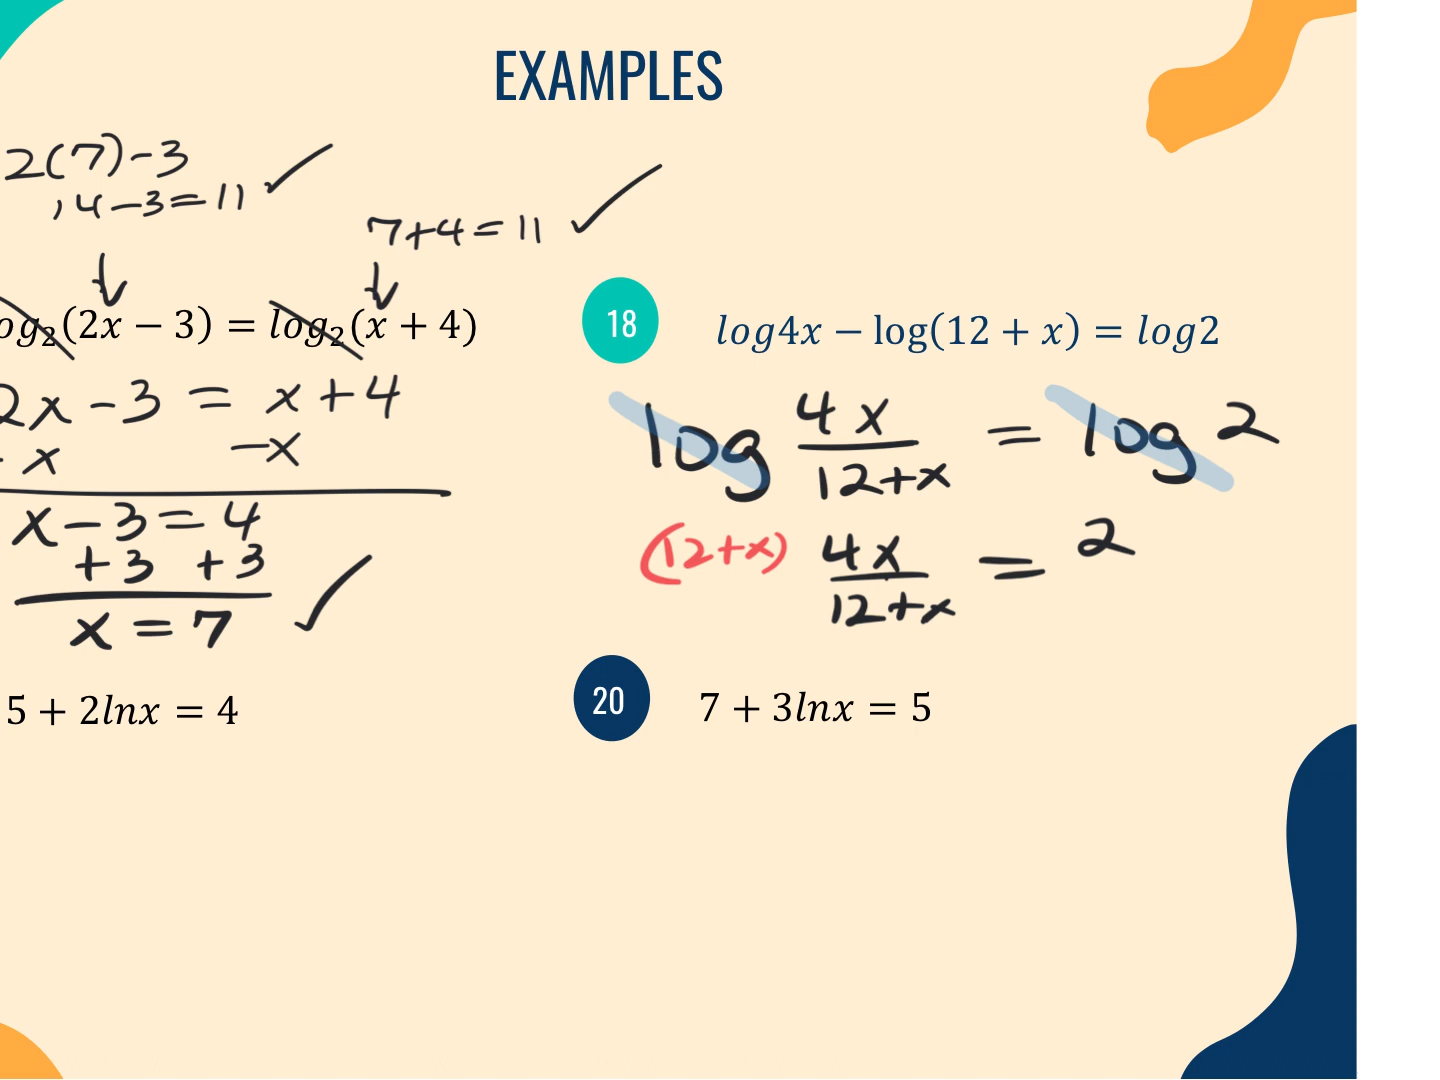 EXAMPLES
2(7)-3
14-3=11 ✓
7+4=11 ✓
og₂(2x − 3) = log₂(x + 4)
2x -3 = x+4
- x -x
x-3=4
+3 +3
x=7 ✓
18 log4x − log(12 + x) = log2
log 4x/12+x = log 2
(12+x) 4x/12+x = 2
5 + 2lnx = 4
20 7 + 3lnx = 5